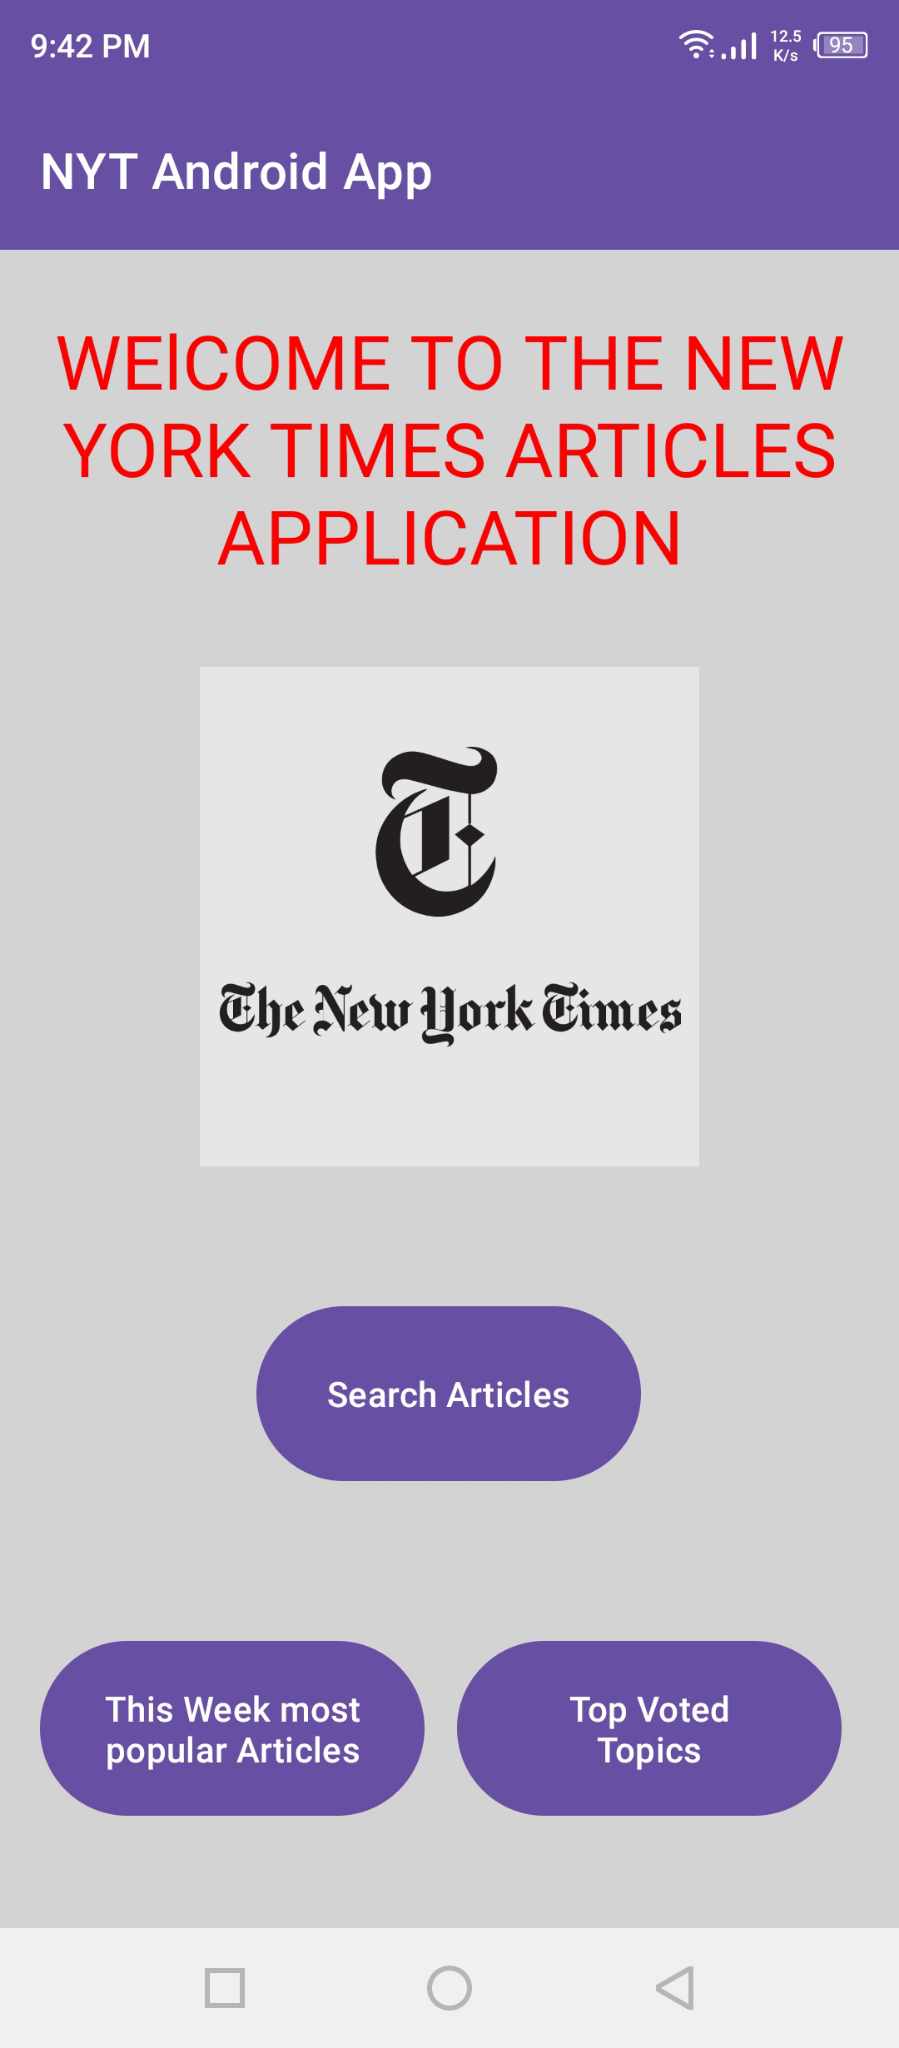 9:42 PM
12.5
K/s
95
NYT Android App
WElCOME TO THE NEW
YORK TIMES ARTICLES
APPLICATION
T
The New York Times
Search Articles
This Week most
popular Articles
Top Voted
Topics